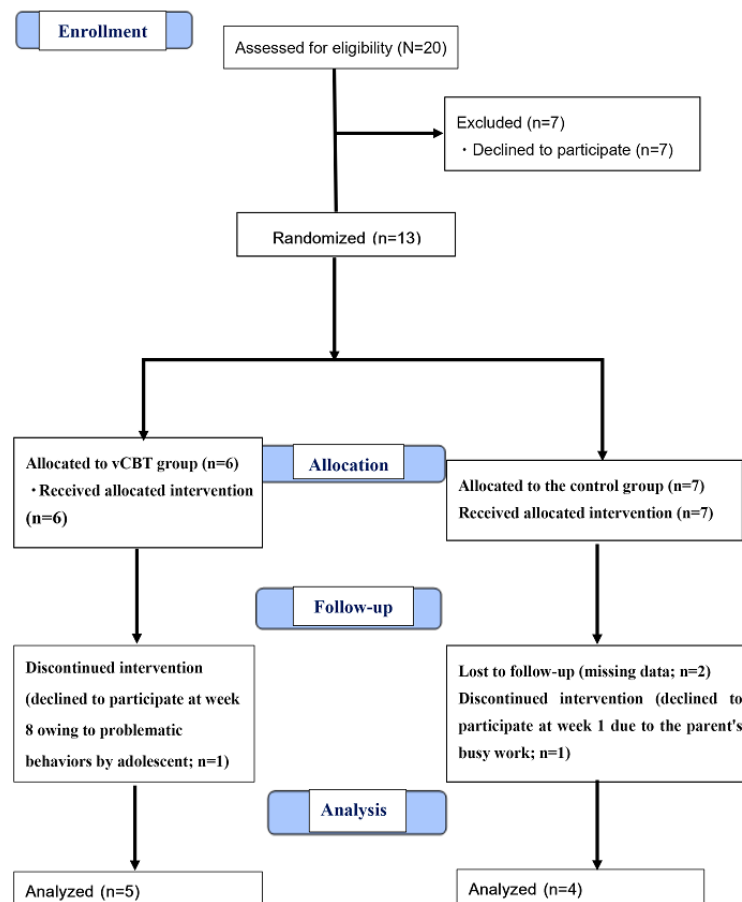 Enrollment
Assessed for eligibility (N=20)
Excluded (n=7)
・Declined to participate (n=7)
Randomized (n=13)
Allocated to vCBT group (n=6)
・Received allocated intervention
(n=6)
Allocation
Allocated to the control group (n=7)
Received allocated intervention (n=7)
Follow-up
Discontinued intervention
(declined to participate at week
8 owing to problematic
behaviors by adolescent; n=1)
Lost to follow-up (missing data; n=2)
Discontinued intervention (declined to
participate at week 1 due to the parent's
busy work; n=1)
Analysis
Analyzed (n=5)
Analyzed (n=4)